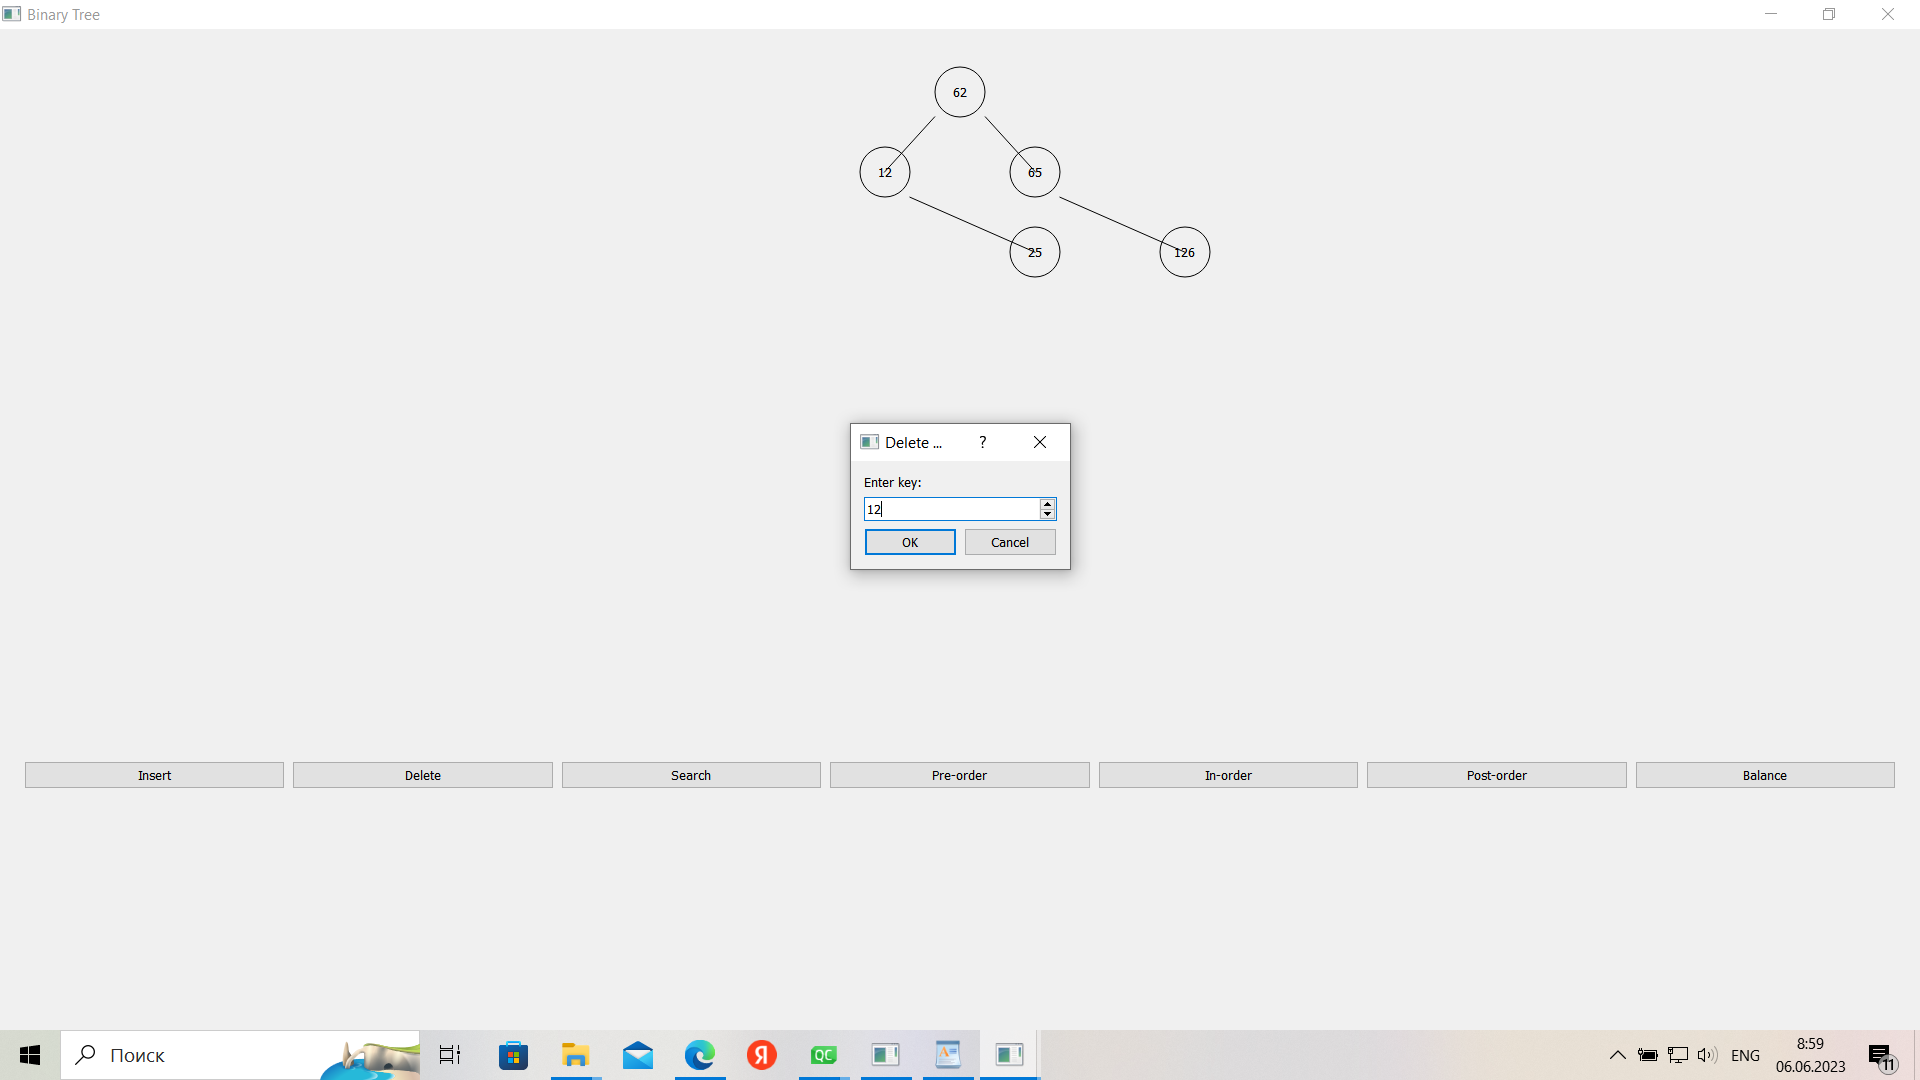 Binary Tree
62
12
65
25
126
Delete ...
?
Enter key:
12
OK
Cancel
Insert
Delete
Search
Pre-order
In-order
Post-order
Balance
Поиск
Я
QC
A
ENG
8:59
06.06.2023
11